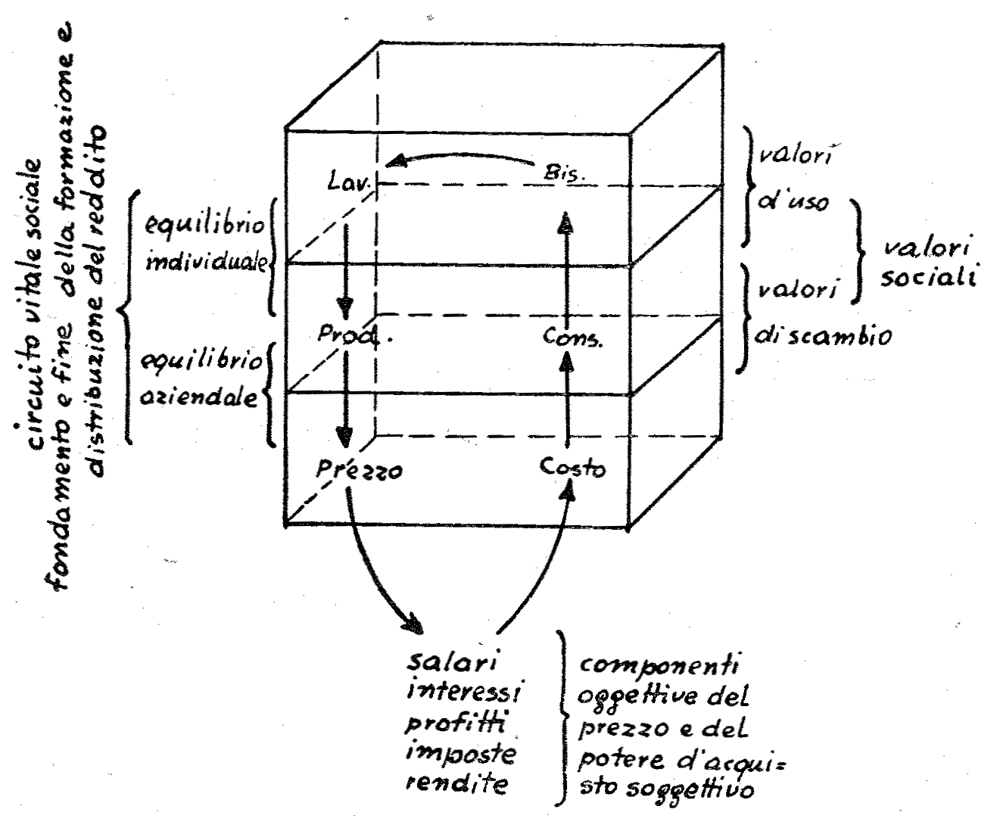 circuito vitale sociale
fondamento e fine della formazione e
distribuzione del reddito
equilibrio
individuale
equilibrio
aziendale
Lav.
Bis.
Prod.
Cons.
Prezzo
Costo
valori
d'uso
valori
di scambio
valori
sociali
salari
interessi
profitti
imposte
rendite
componenti
oggettive del
prezzo e del
potere d'acqui=
sto soggettivo